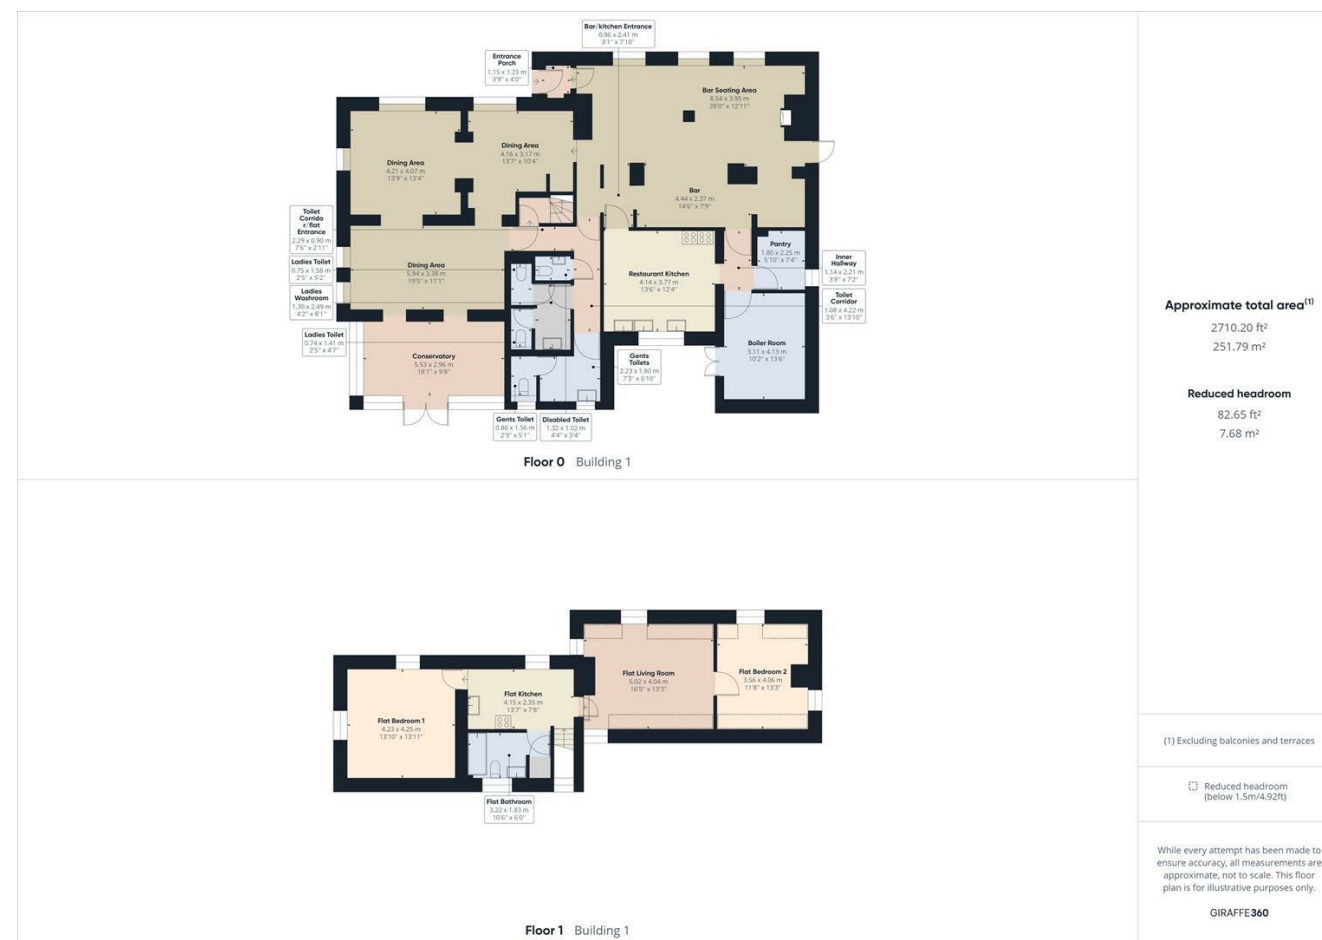 Bar/kitchen Entrance
0.96 x 2.41 m
3'1" x 7'10"
Entrance
Porch
1.15 x 1.23 m
3'9" x 4'0"
Bar Seating Area
8.54 x 3.95 m
28'0" x 12'11"
Dining Area
4.16 x 3.17 m
13'7" x 10'4"
Dining Area
4.21 x 4.07 m
13'9" x 13'4"
Bar
4.44 x 2.37 m
14'6" x 7'9"
Toilet
Corrido
r/flat
Entrance
2.29 x 0.90 m
7'6" x 2'11"
Pantry
1.80 x 2.25 m
5'10" x 7'4"
Inner
Hallway
1.14 x 2.21 m
3'8" x 7'2"
Ladies Toilet
0.75 x 1.58 m
2'5" x 5'2"
Dining Area
5.94 x 3.38 m
19'5" x 11'1"
Restaurant Kitchen
4.14 x 3.77 m
13'6" x 12'4"
Ladies
Washroom
1.30 x 2.49 m
4'2" x 8'1"
Toilet
Corridor
1.08 x 4.22 m
3'6" x 13'10"
Ladies Toilet
0.74 x 1.41 m
2'5" x 4'7"
Conservatory
5.53 x 2.96 m
18'1" x 9'8"
Gents
Toilets
2.23 x 1.80 m
7'3" x 5'10"
Boiler Room
3.11 x 4.13 m
10'2" x 13'6"
Gents Toilet
0.86 x 1.56 m
2'9" x 5'1"
Disabled Toilet
1.32 x 1.02 m
4'4" x 3'4"
Floor 0 Building 1
Flat Living Room
5.02 x 4.04 m
16'5" x 13'3"
Flat Bedroom 2
3.56 x 4.06 m
11'8" x 13'3"
Flat Kitchen
4.15 x 2.35 m
13'7" x 7'8"
Flat Bedroom 1
4.23 x 4.25 m
13'10" x 13'11"
Flat Bathroom
3.22 x 1.83 m
10'6" x 6'0"
Floor 1 Building 1
Approximate total area(1)
2710.20 ft²
251.79 m²
Reduced headroom
82.65 ft²
7.68 m²
(1) Excluding balconies and terraces
Reduced headroom
(below 1.5m/4.92ft)
While every attempt has been made to
ensure accuracy, all measurements are
approximate, not to scale. This floor
plan is for illustrative purposes only.
GIRAFFE360